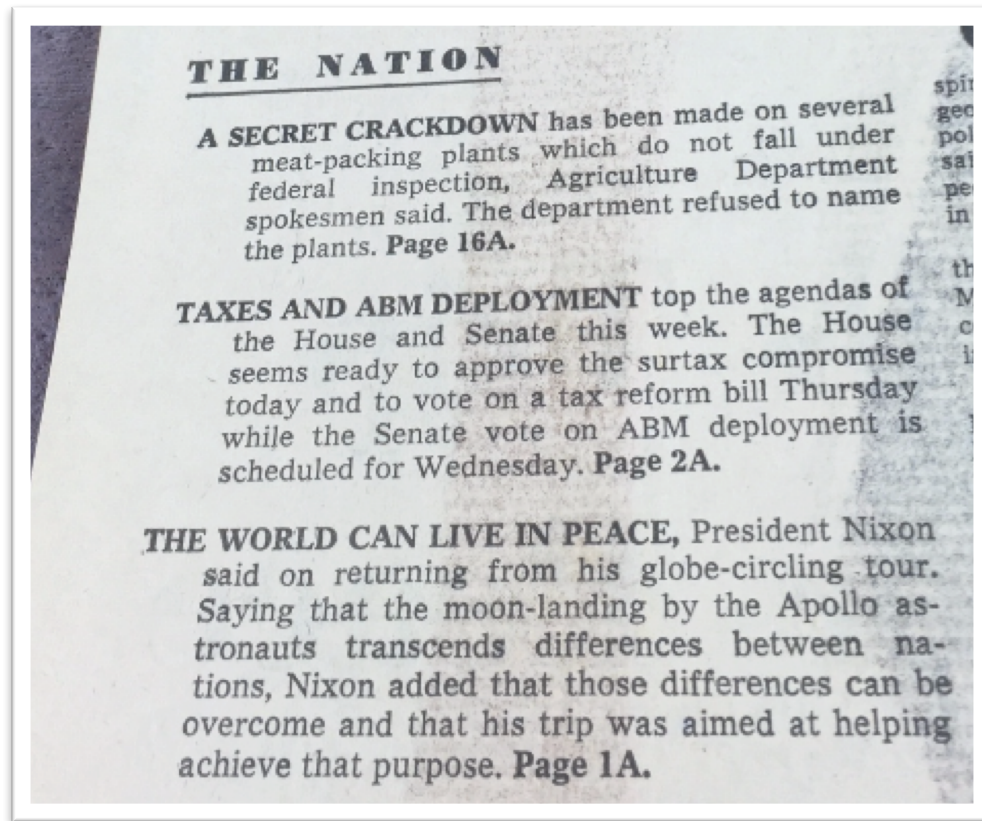 THE NATION
A SECRET CRACKDOWN has been made on several
meat-packing plants which do not fall under
federal inspection, Agriculture Department
spokesmen said. The department refused to name
the plants. Page 16A.
TAXES AND ABM DEPLOYMENT top the agendas of
the House and Senate this week. The House
seems ready to approve the surtax compromise
today and to vote on a tax reform bill Thursday
while the Senate vote on ABM deployment is
scheduled for Wednesday. Page 2A.
THE WORLD CAN LIVE IN PEACE, President Nixon
said on returning from his globe-circling tour.
Saying that the moon-landing by the Apollo as-
tronauts transcends differences between na-
tions, Nixon added that those differences can be
overcome and that his trip was aimed at helping
achieve that purpose. Page 1A.